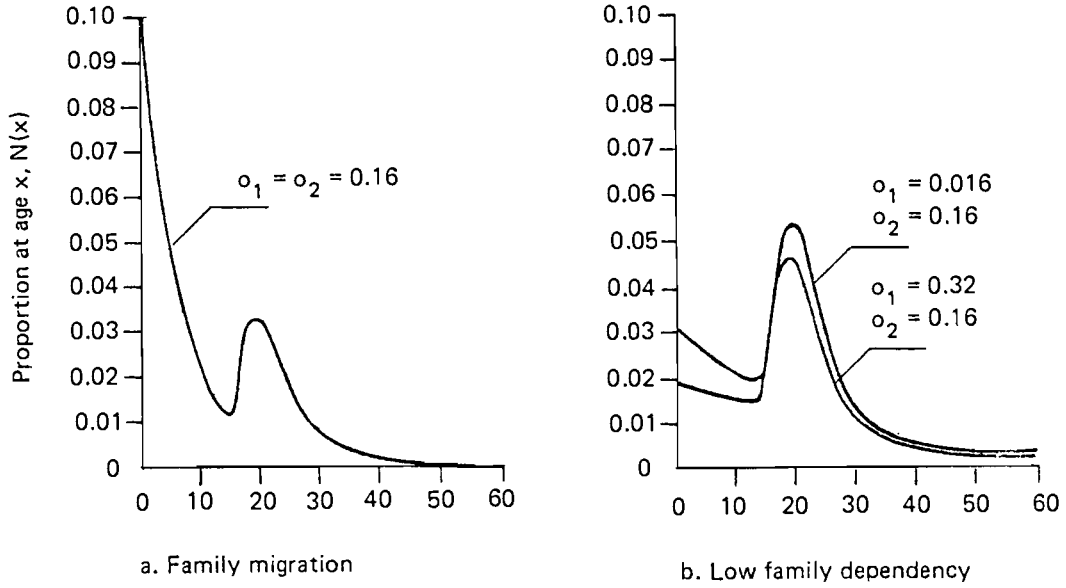 Proportion at age x, N(x)
0.10
0.09
0.08
0.07
0.06
0.05
0.04
0.03
0.02
0.01
0
0 10 20 30 40 50 60
o1 = o2 = 0.16
a. Family migration
0.10
0.09
0.08
0.07
0.06
0.05
0.04
0.03
0.02
0.01
0
0 10 20 30 40 50 60
o1 = 0.016
o2 = 0.16
o1 = 0.32
o2 = 0.16
b. Low family dependency